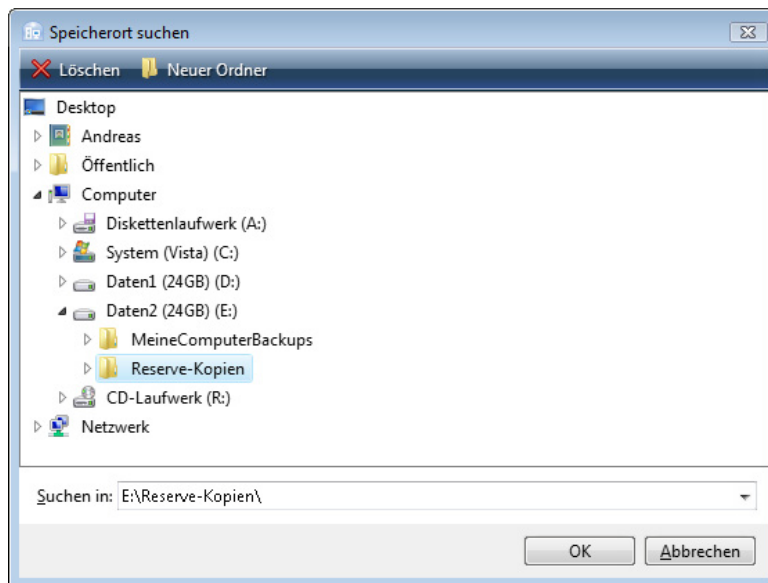 Speicherort suchen
Löschen Neuer Ordner
Desktop
Andreas
Öffentlich
Computer
Diskettenlaufwerk (A:)
System (Vista) (C:)
Daten1 (24GB) (D:)
Daten2 (24GB) (E:)
MeineComputerBackups
Reserve-Kopien
CD-Laufwerk (R:)
Netzwerk
Suchen in: E:\Reserve-Kopien\
OK Abbrechen